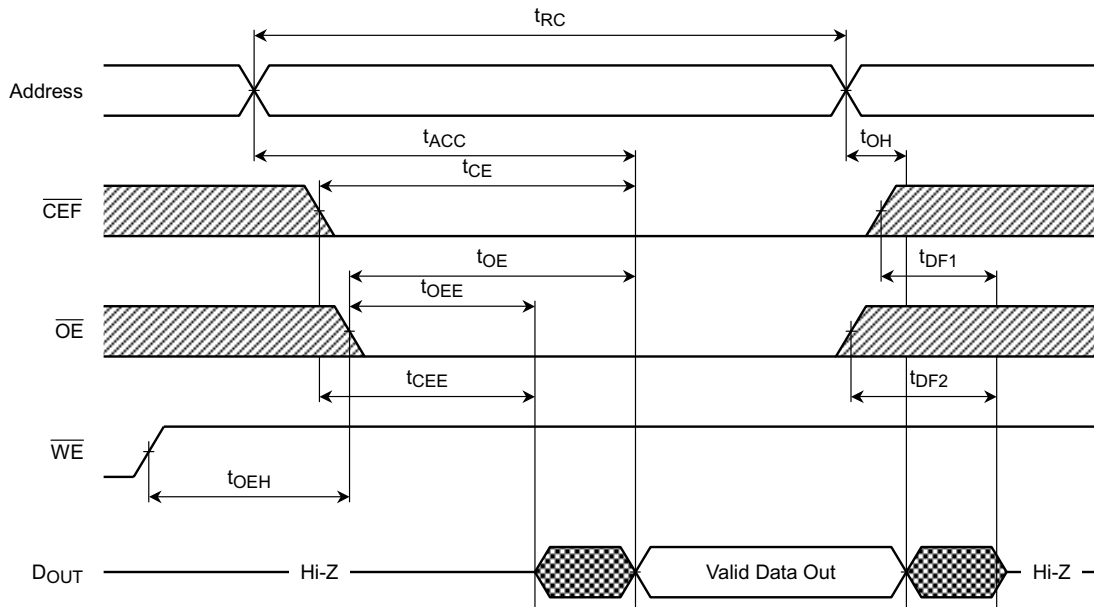 tRC
Address
tACC
tOH
tCE
CEF
tOE
tDF1
tOEE
OE
tCEE
tDF2
WE
tOEH
DOUT
Hi-Z
Valid Data Out
Hi-Z